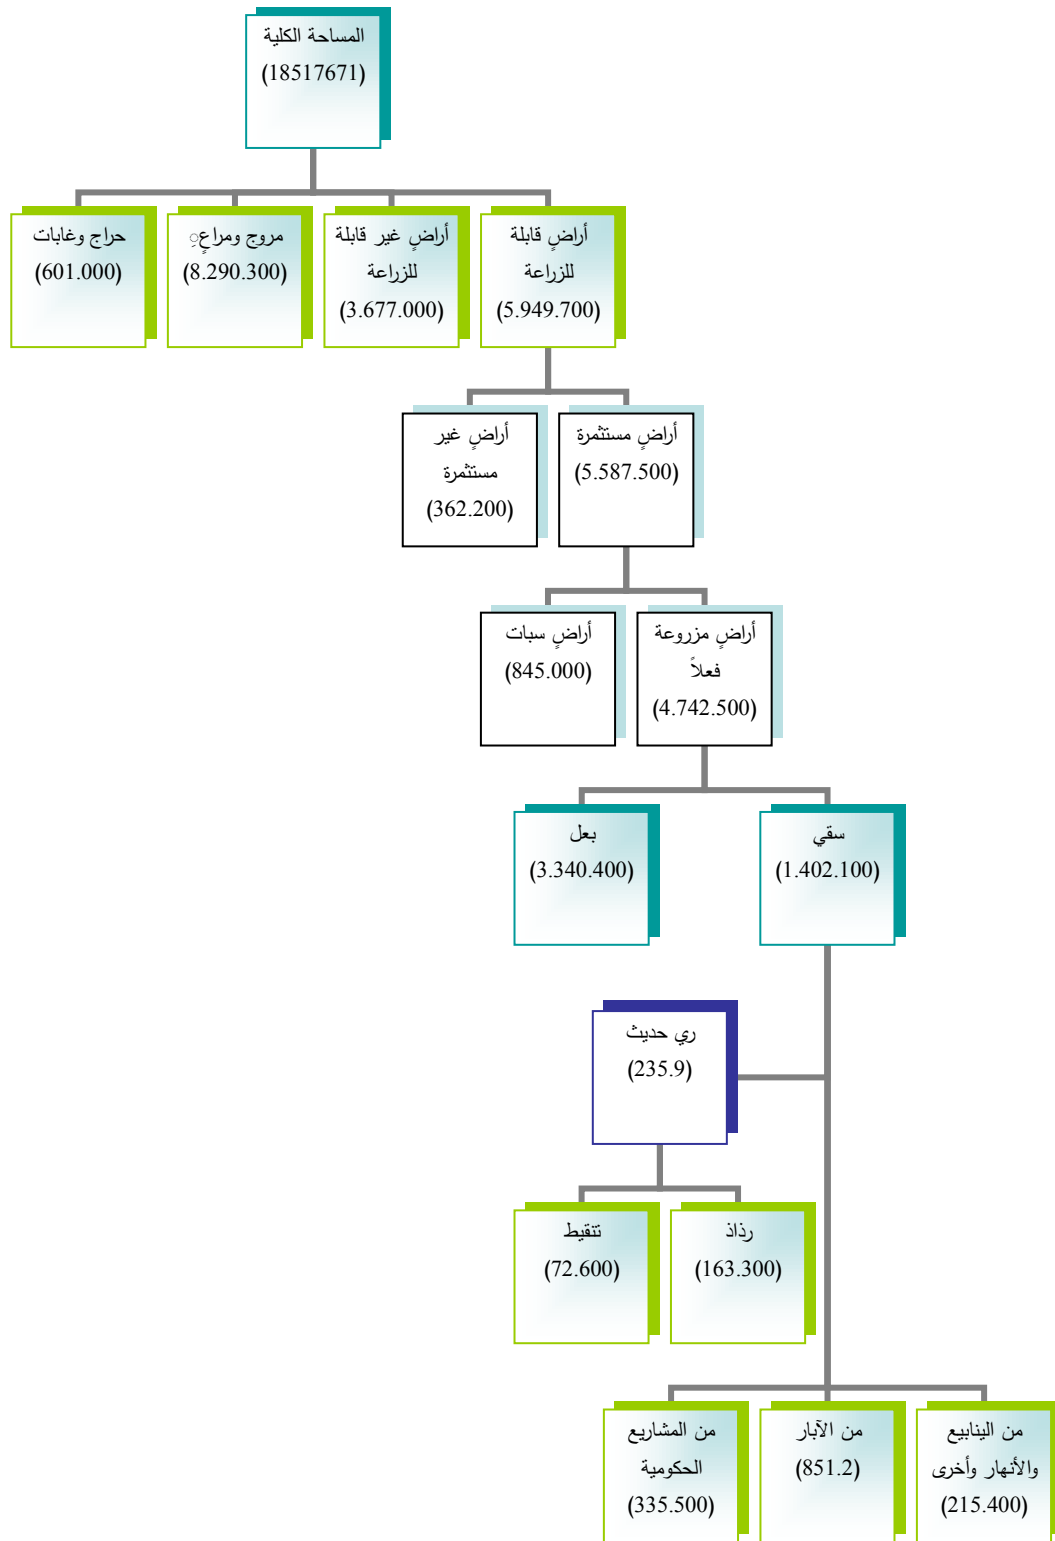 المساحة الكلية
(18517671)
أراضٍ قابلة
للزراعة
(5.949.700)
أراضٍ غير قابلة
للزراعة
(3.677.000)
مروج ومراعٍِ
(8.290.300)
حراج وغابات
(601.000)
أراضٍ مستثمرة
(5.587.500)
أراضٍ غير
مستثمرة
(362.200)
أراضٍ مزروعة
فعلاً
(4.742.500)
أراضٍ سبات
(845.000)
سقي
(1.402.100)
بعل
(3.340.400)
ري حديث
(235.9)
رذاذ
(163.300)
تنقيط
(72.600)
من الينابيع
والأنهار وأخرى
(215.400)
من الآبار
(851.2)
من المشاريع
الحكومية
(335.500)